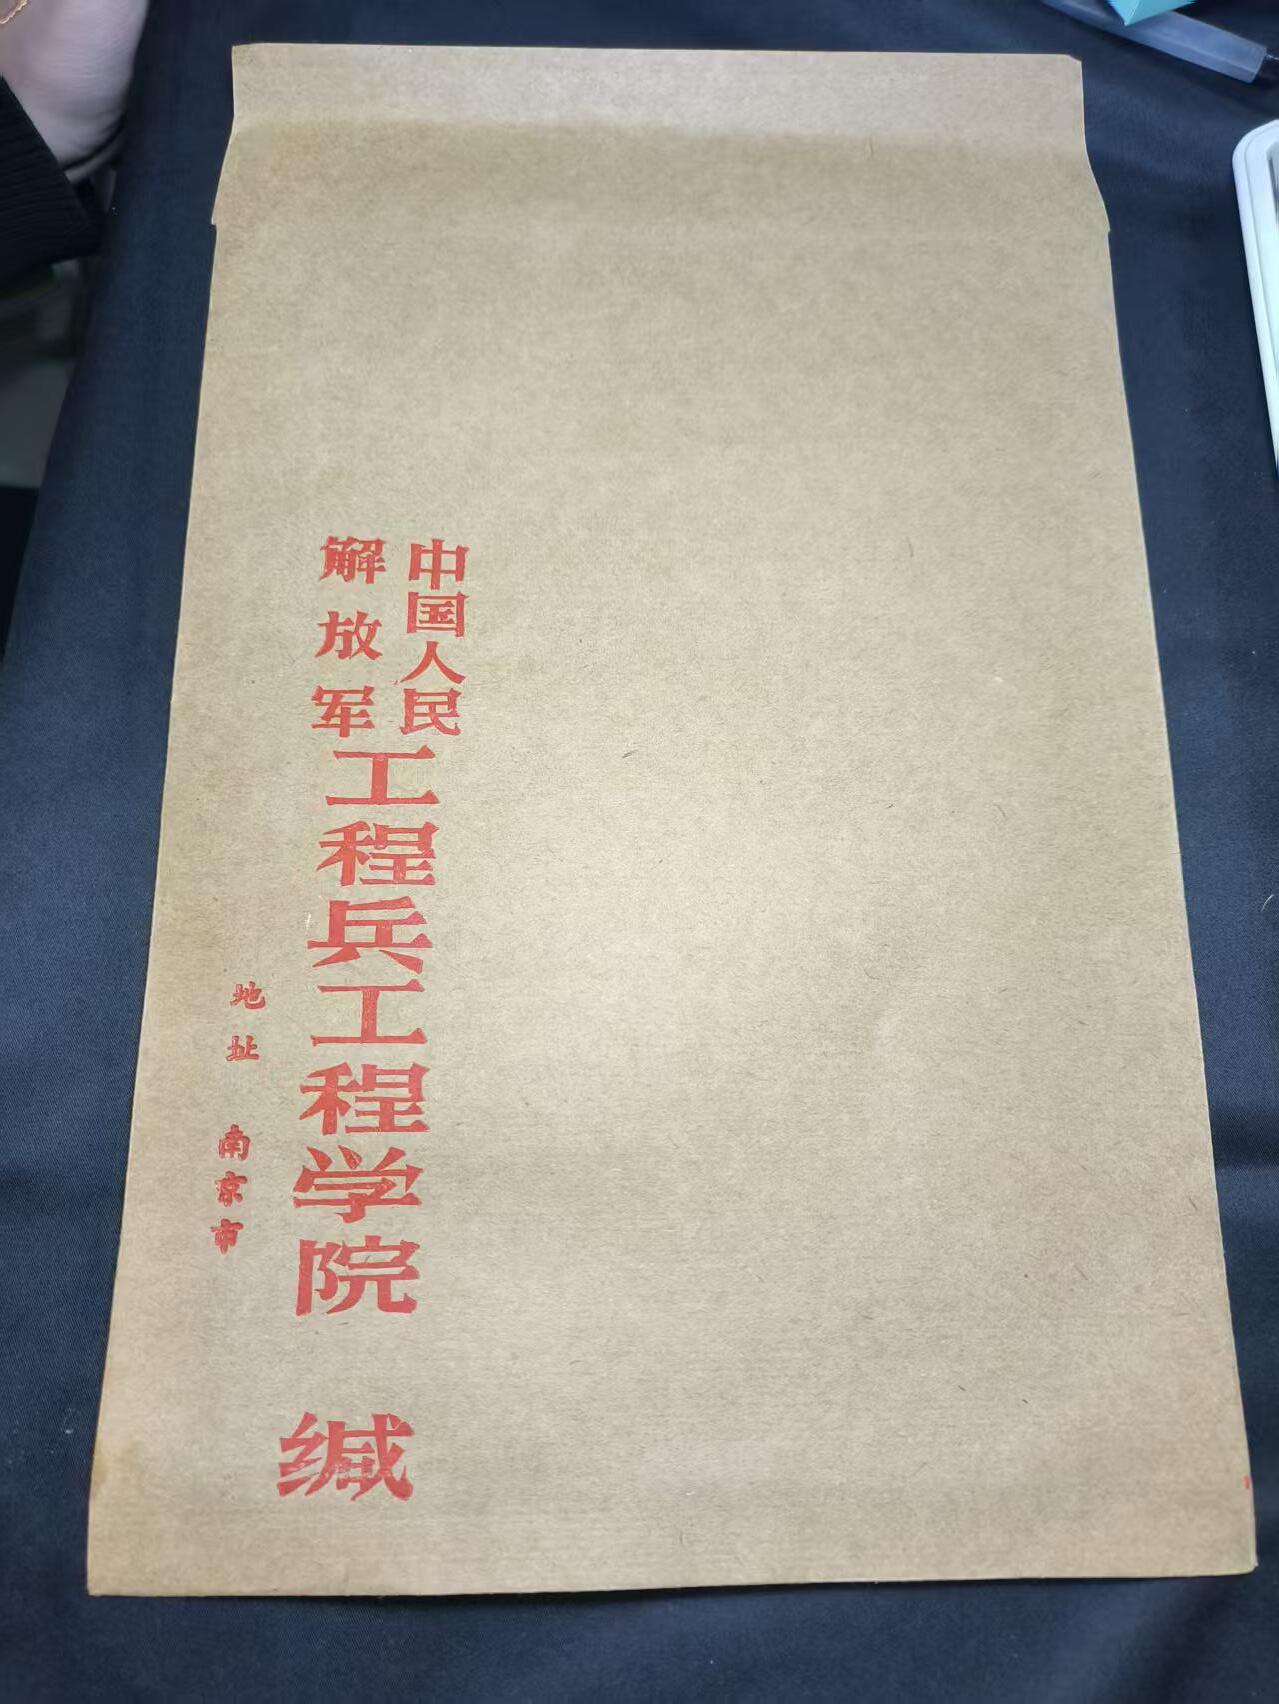 中国人民
解放军
工程兵工程学院 缄
地址 南京市